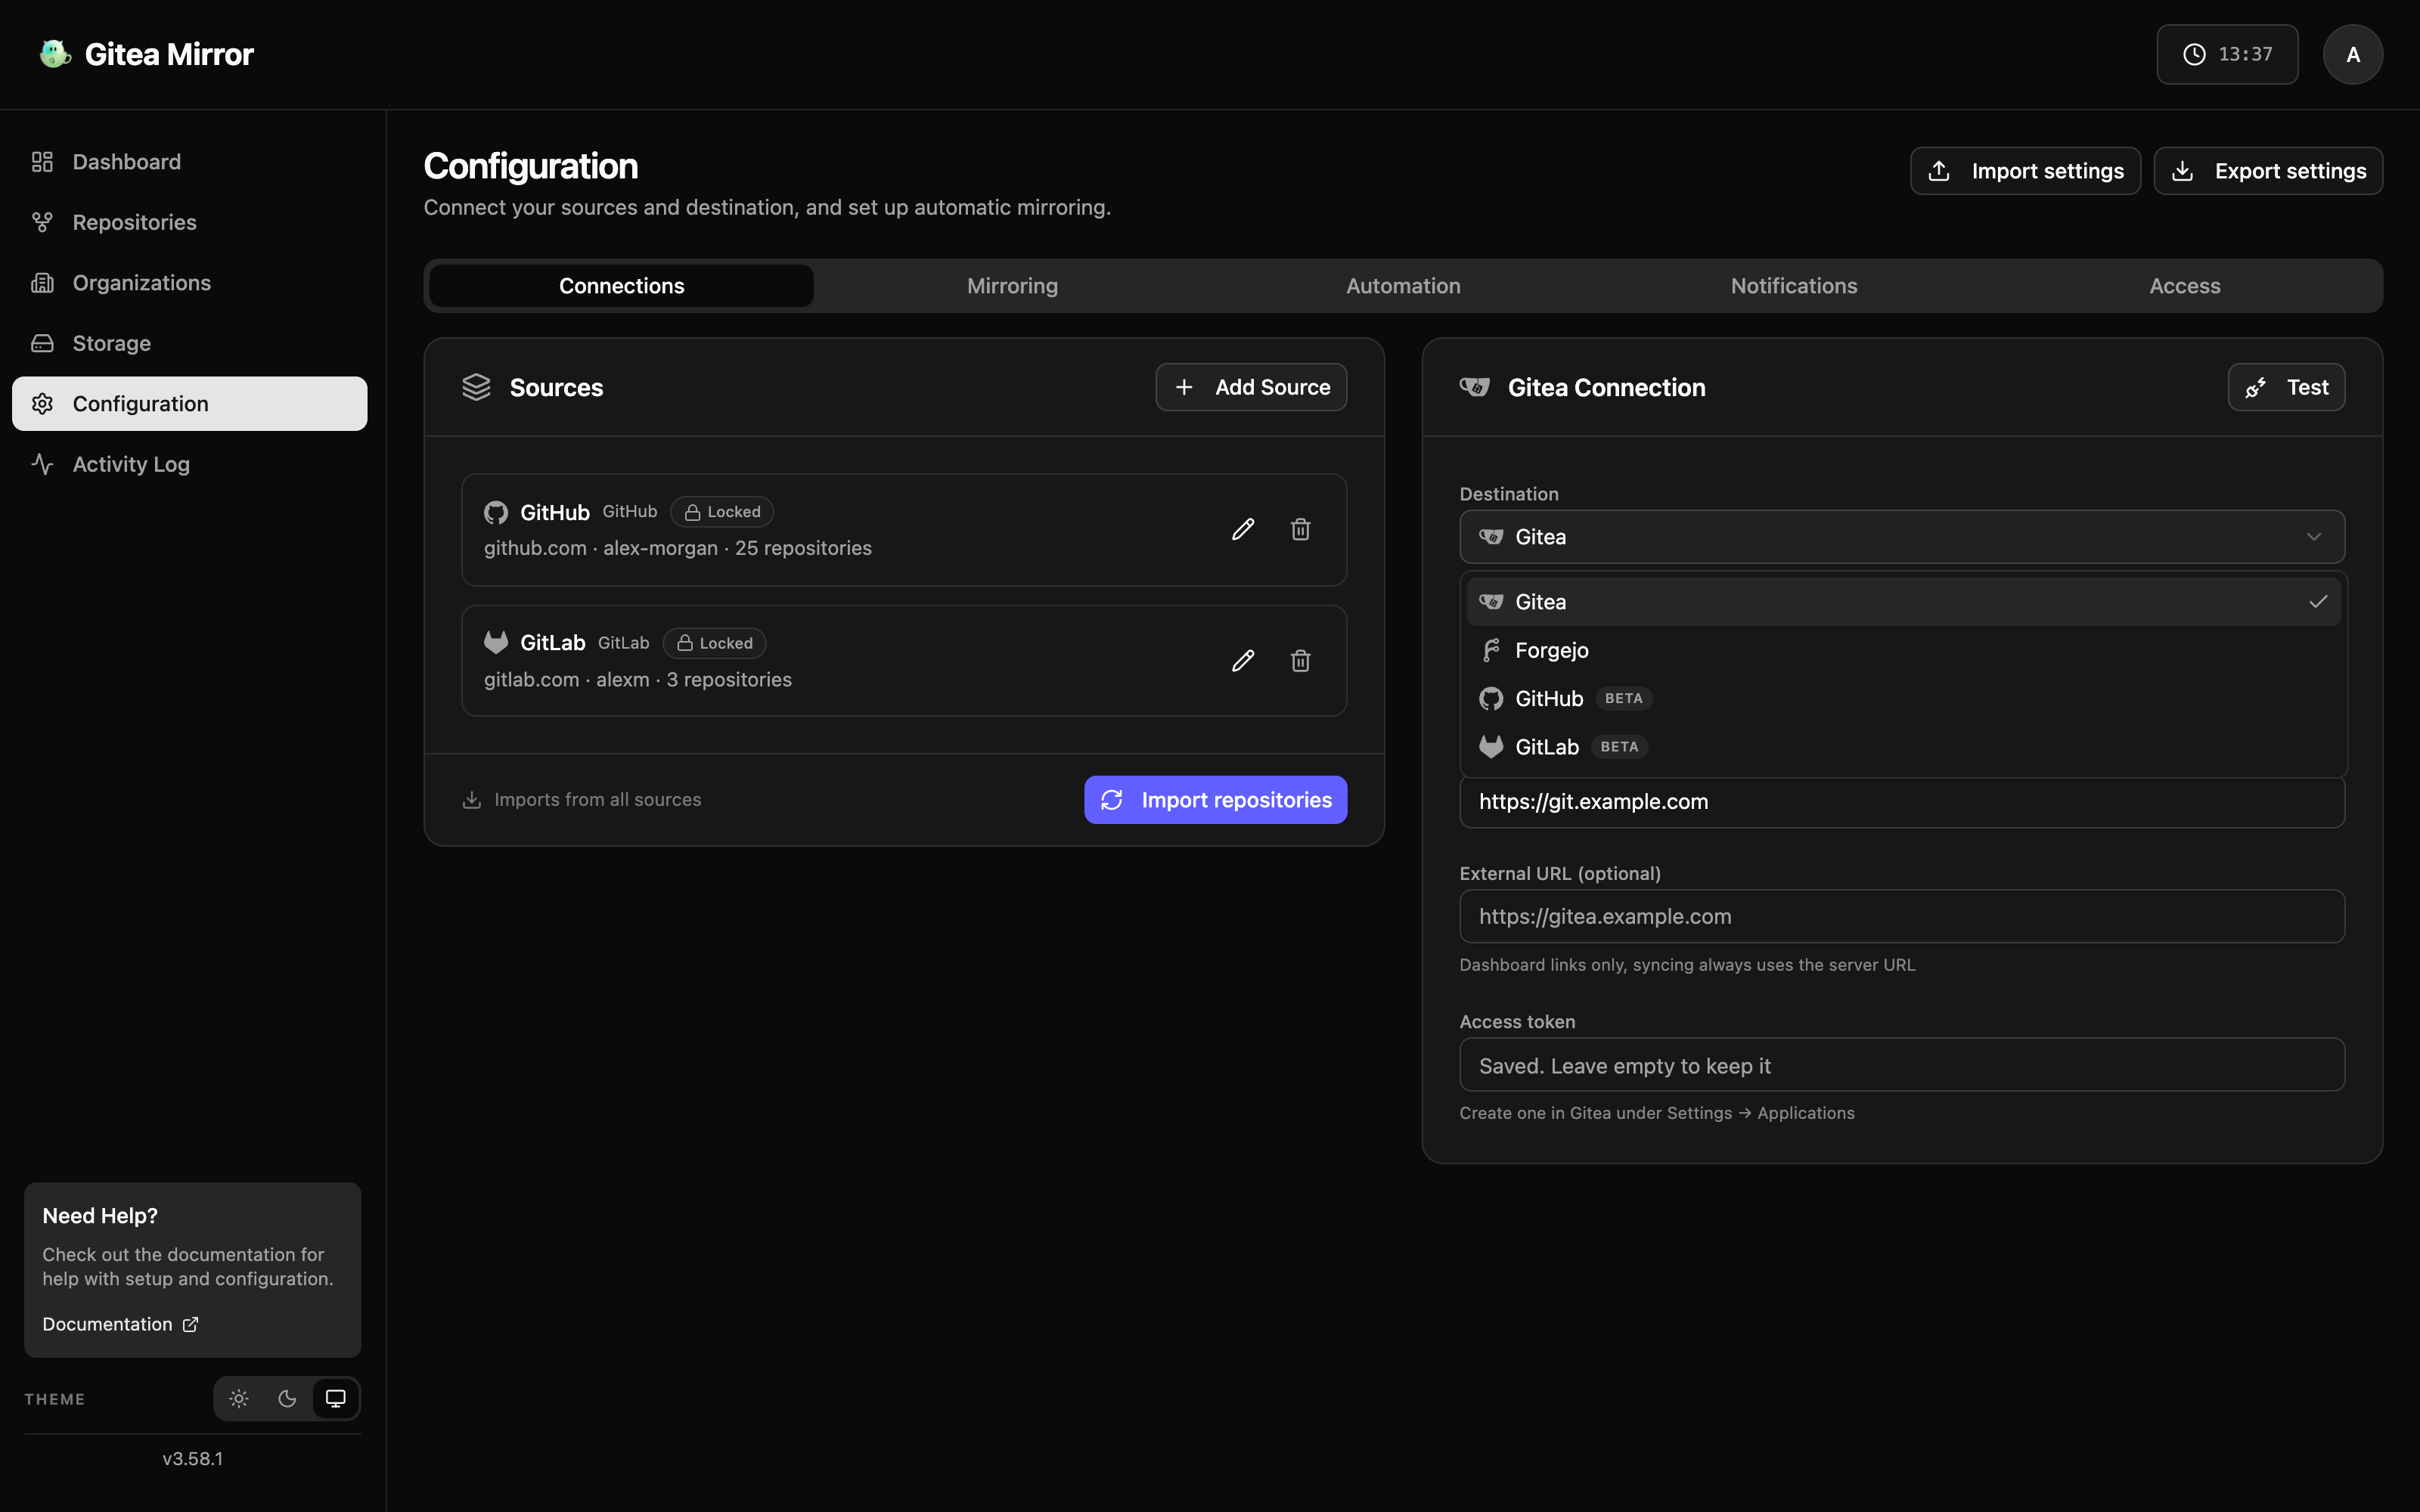 Gitea Mirror
13:37
A
Dashboard
Repositories
Organizations
Storage
Configuration
Activity Log
Need Help?
Check out the documentation for
help with setup and configuration.
Documentation
THEME
v3.58.1
Configuration
Connect your sources and destination, and set up automatic mirroring.
Import settings
Export settings
Connections
Mirroring
Automation
Notifications
Access
Sources
Add Source
GitHub GitHub Locked
github.com · alex-morgan · 25 repositories
GitLab GitLab Locked
gitlab.com · alexm · 3 repositories
Imports from all sources
Import repositories
Gitea Connection
Test
Destination
Gitea
Gitea
Forgejo
GitHub BETA
GitLab BETA
https://git.example.com
External URL (optional)
https://gitea.example.com
Dashboard links only, syncing always uses the server URL
Access token
Saved. Leave empty to keep it
Create one in Gitea under Settings → Applications